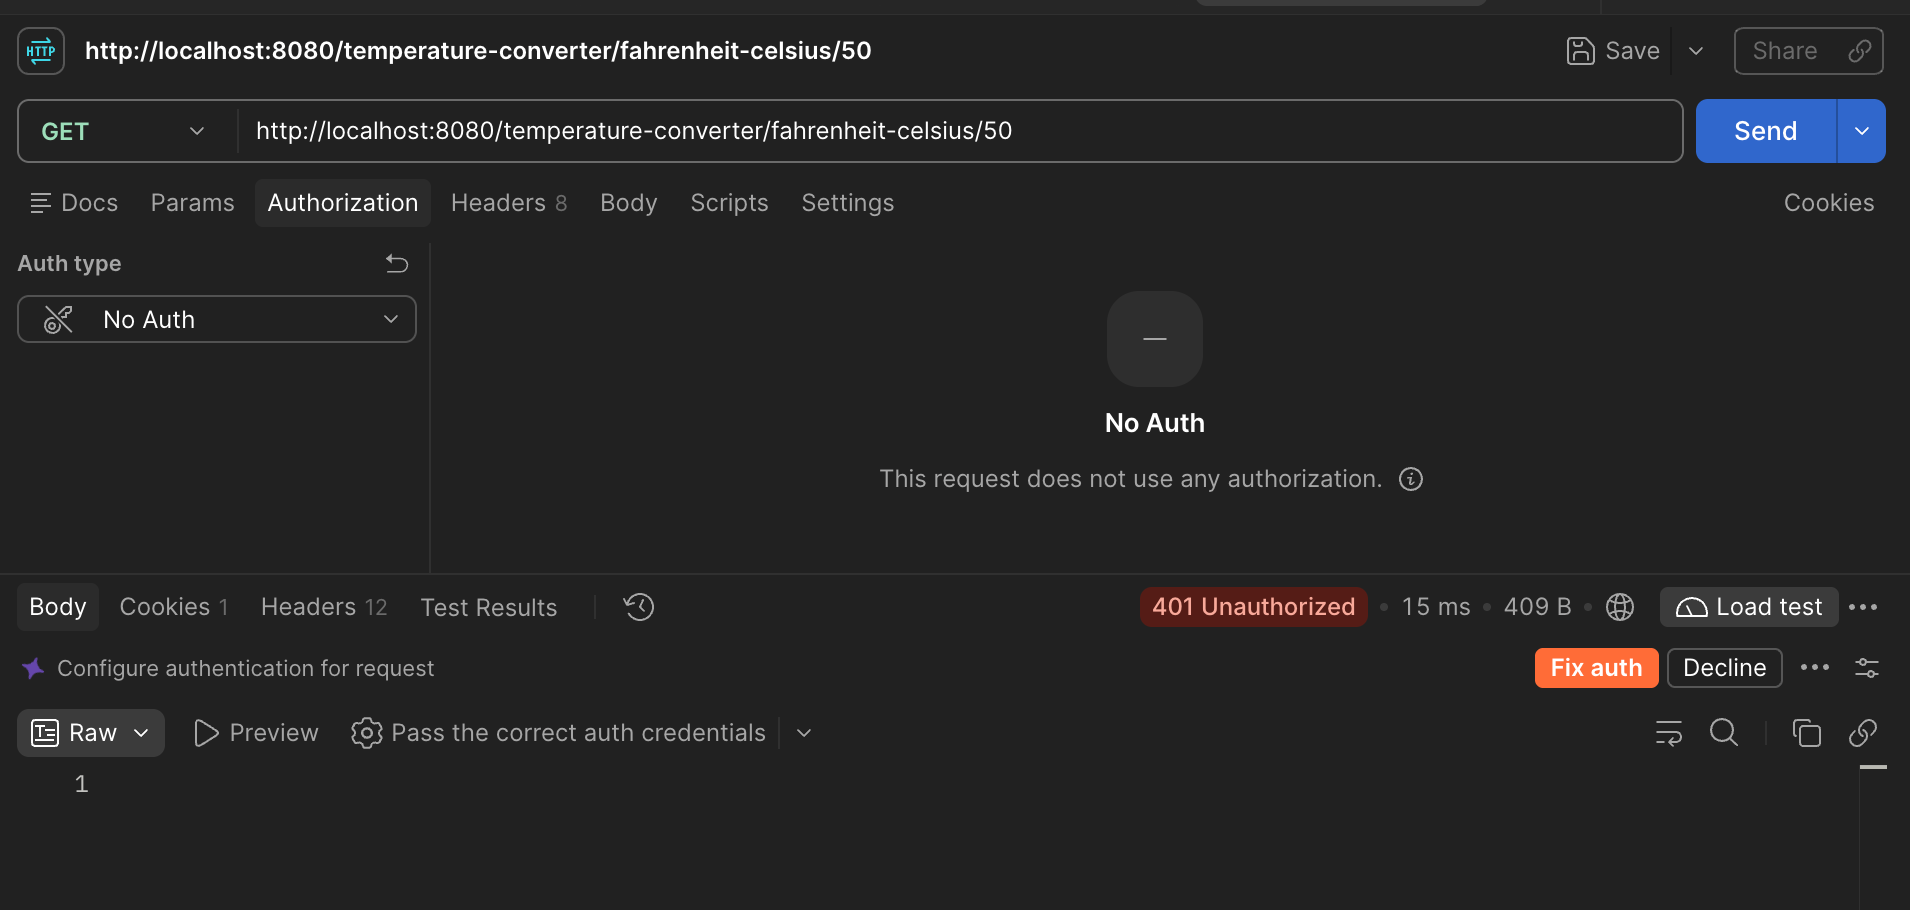 HTTP http://localhost:8080/temperature-converter/fahrenheit-celsius/50 Save Share
GET http://localhost:8080/temperature-converter/fahrenheit-celsius/50 Send
Docs Params Authorization Headers 8 Body Scripts Settings Cookies
Auth type
No Auth
No Auth
This request does not use any authorization.
Body Cookies 1 Headers 12 Test Results 401 Unauthorized • 15 ms • 409 B • Load test
Configure authentication for request Fix auth Decline
Raw Preview Pass the correct auth credentials
1